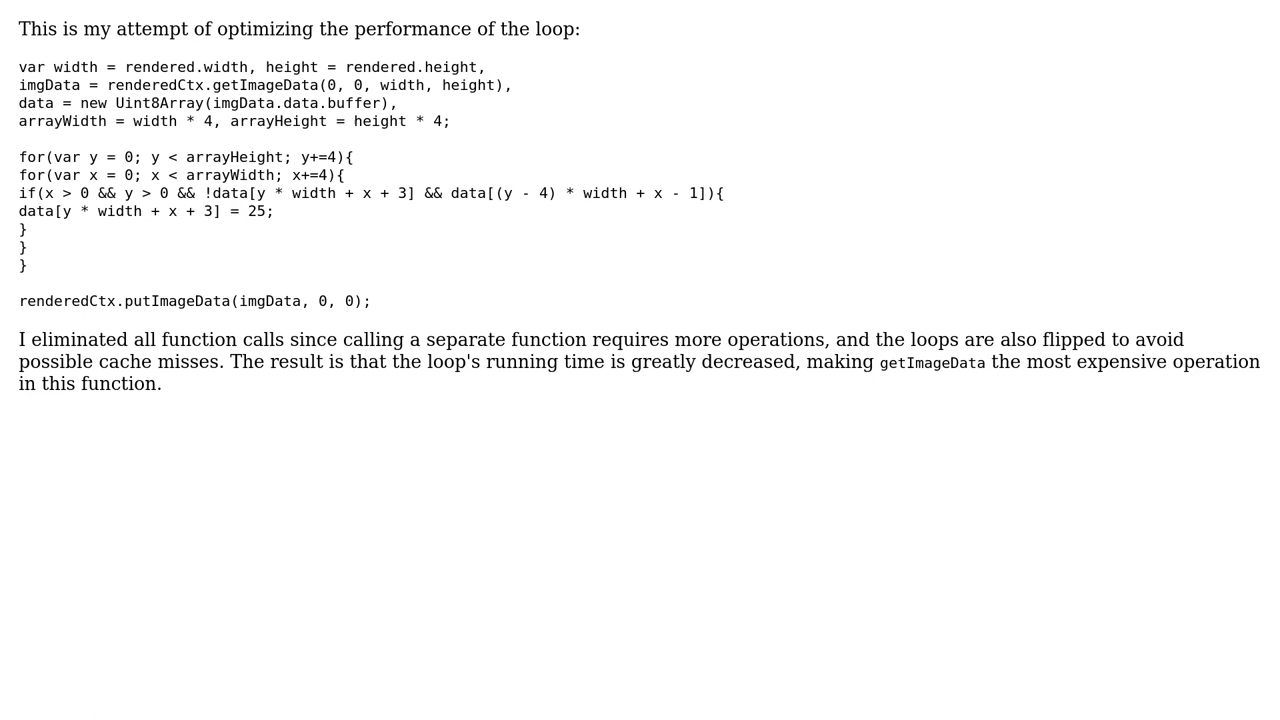 This is my attempt of optimizing the performance of the loop:
var width = rendered.width, height = rendered.height,
imgData = renderedCtx.getImageData(0, 0, width, height),
data = new Uint8Array(imgData.data.buffer),
arrayWidth = width * 4, arrayHeight = height * 4;
for(var y = 0; y < arrayHeight; y+=4){
for(var x = 0; x < arrayWidth; x+=4){
if(x > 0 && y > 0 && !data[y * width + x + 3] && data[(y - 4) * width + x - 1]){
data[y * width + x + 3] = 25;
}
}
}
renderedCtx.putImageData(imgData, 0, 0);
I eliminated all function calls since calling a separate function requires more operations, and the loops are also flipped to avoid
possible cache misses. The result is that the loop's running time is greatly decreased, making getImageData the most expensive operation
in this function.